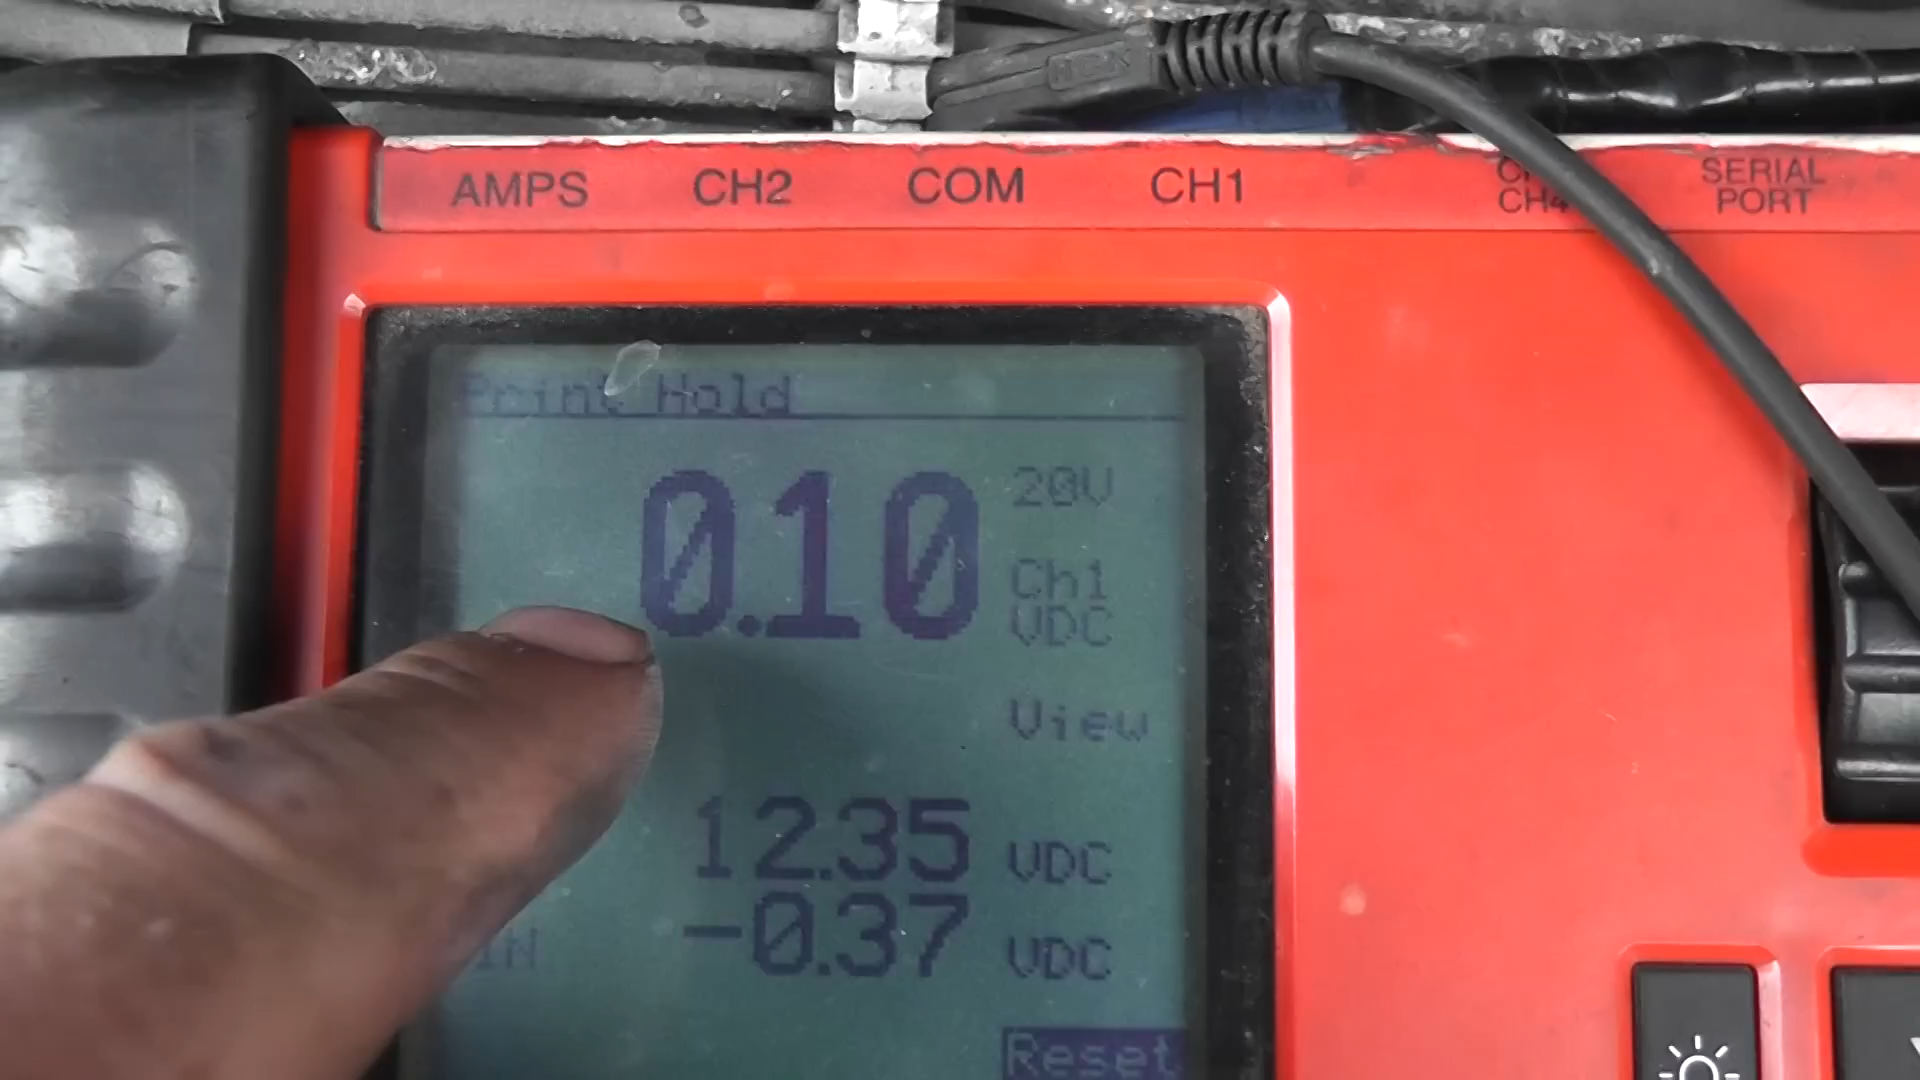 AMPS CH2 COM CH1 CH4 SERIAL PORT
Print Hold
0.10 20V
Ch1
VDC
View
12.35 VDC
-0.37 VDC
Reset